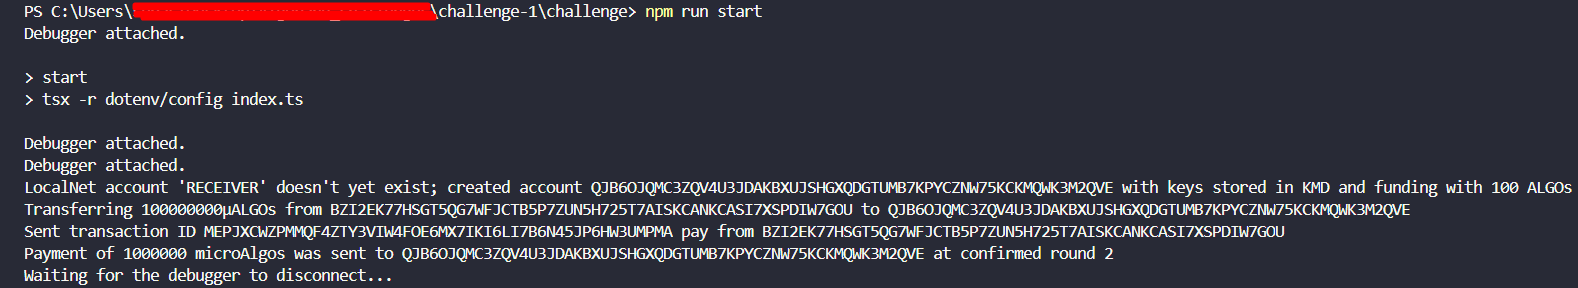 PS C:\Users\ \challenge-1\challenge> npm run start
Debugger attached.
> start
> tsx -r dotenv/config index.ts
Debugger attached.
Debugger attached.
LocalNet account 'RECEIVER' doesn't yet exist; created account QJB6OJQMC3ZQV4U3JDAKBXUJSHGXQDGTUMB7KPYCZNW75KCKMQWK3M2QVE with keys stored in KMD and funding with 100 ALGOs
Transferring 100000000µALGOs from BZI2EK77HSGT5QG7WFJCTB5P7ZUN5H725T7AISKCANKCASI7XSPDIW7GOU to QJB6OJQMC3ZQV4U3JDAKBXUJSHGXQDGTUMB7KPYCZNW75KCKMQWK3M2QVE
Sent transaction ID MEPJXCWZPMMQF4ZTY3VIW4FOE6MX7IKI6LI7B6N45JP6HW3UMPMA pay from BZI2EK77HSGT5QG7WFJCTB5P7ZUN5H725T7AISKCANKCASI7XSPDIW7GOU
Payment of 1000000 microAlgos was sent to QJB6OJQMC3ZQV4U3JDAKBXUJSHGXQDGTUMB7KPYCZNW75KCKMQWK3M2QVE at confirmed round 2
Waiting for the debugger to disconnect...